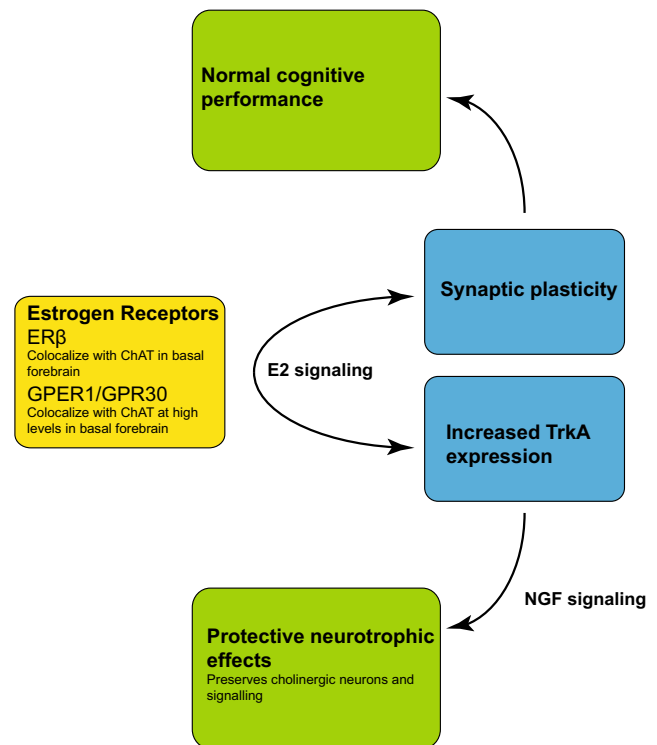 Normal cognitive
performance
Synaptic plasticity
Estrogen Receptors
ERβ
Colocalize with ChAT in basal
forebrain
GPER1/GPR30
Colocalize with ChAT at high
levels in basal forebrain
E2 signaling
Increased TrkA
expression
NGF signaling
Protective neurotrophic
effects
Preserves cholinergic neurons and
signalling